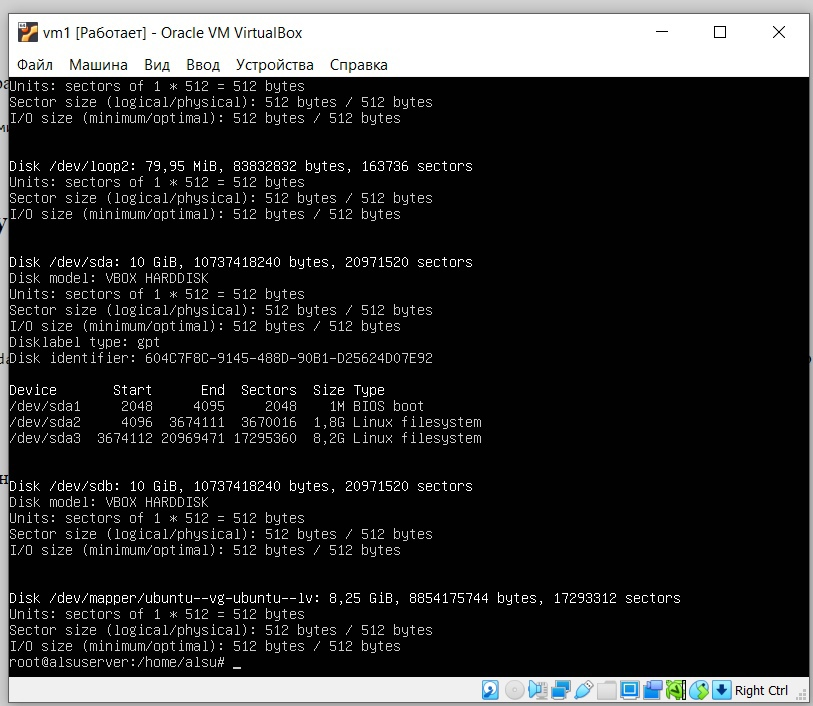 vm1 [Работает] - Oracle VM VirtualBox
Файл Машина Вид Ввод Устройства Справка
Units: sectors of 1 * 512 = 512 bytes
Sector size (logical/physical): 512 bytes / 512 bytes
I/O size (minimum/optimal): 512 bytes / 512 bytes
Disk /dev/loop2: 79,95 MiB, 83832832 bytes, 163736 sectors
Units: sectors of 1 * 512 = 512 bytes
Sector size (logical/physical): 512 bytes / 512 bytes
I/O size (minimum/optimal): 512 bytes / 512 bytes
Disk /dev/sda: 10 GiB, 10737418240 bytes, 20971520 sectors
Disk model: VBOX HARDDISK
Units: sectors of 1 * 512 = 512 bytes
Sector size (logical/physical): 512 bytes / 512 bytes
I/O size (minimum/optimal): 512 bytes / 512 bytes
Disklabel type: gpt
Disk identifier: 604C7F8C-9145-488D-90B1-D25624D07E92
Device Start End Sectors Size Type
/dev/sda1 2048 4095 2048 1M BIOS boot
/dev/sda2 4096 3674111 3670016 1,8G Linux filesystem
/dev/sda3 3674112 20969471 17295360 8,2G Linux filesystem
Disk /dev/sdb: 10 GiB, 10737418240 bytes, 20971520 sectors
Disk model: VBOX HARDDISK
Units: sectors of 1 * 512 = 512 bytes
Sector size (logical/physical): 512 bytes / 512 bytes
I/O size (minimum/optimal): 512 bytes / 512 bytes
Disk /dev/mapper/ubuntu--vg-ubuntu--lv: 8,25 GiB, 8854175744 bytes, 17293312 sectors
Units: sectors of 1 * 512 = 512 bytes
Sector size (logical/physical): 512 bytes / 512 bytes
I/O size (minimum/optimal): 512 bytes / 512 bytes
root@alsuserver:/home/alsu# _
Right Ctrl